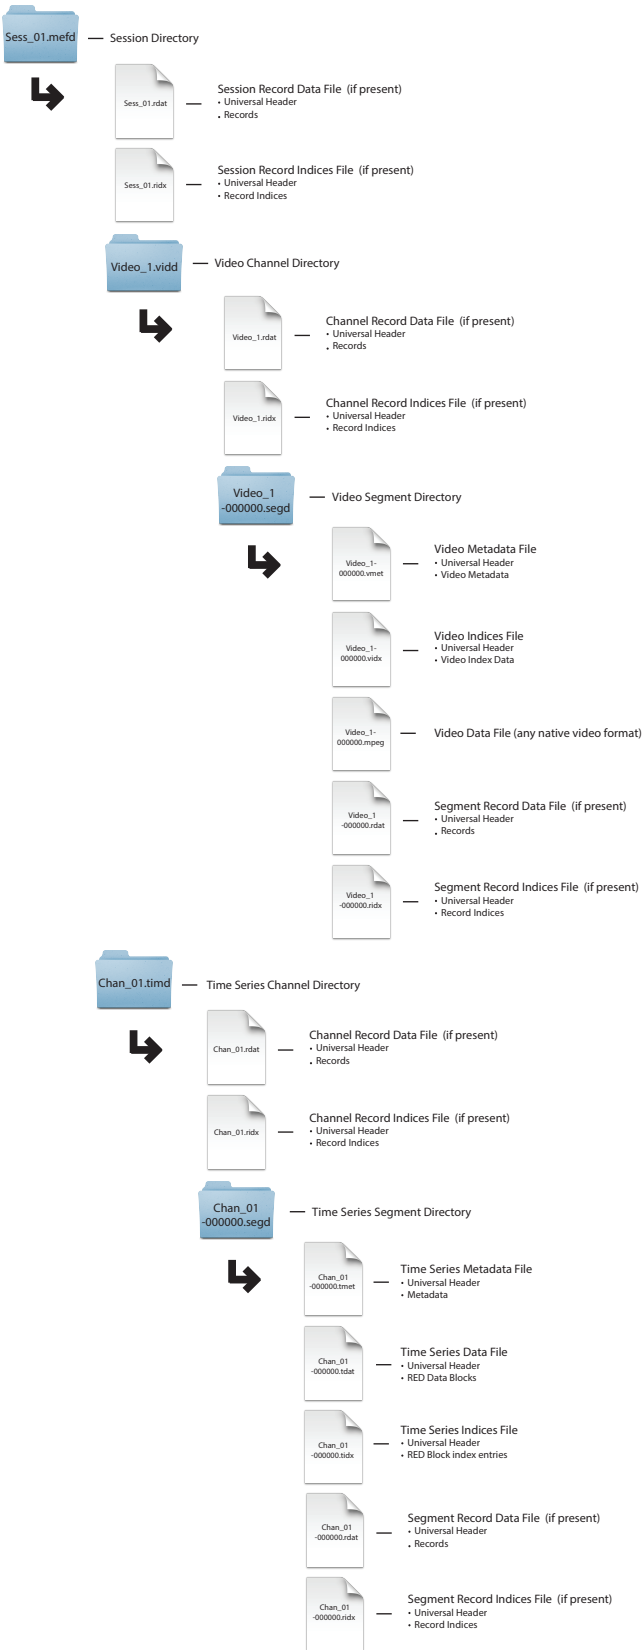 Sess_01.mefd
Session Directory
Sess_01.rdat
Session Record Data File (if present)
• Universal Header
• Records
Sess_01.ridx
Session Record Indices File (if present)
• Universal Header
• Record Indices
Video_1.vidd
Video Channel Directory
Video_1.rdat
Channel Record Data File (if present)
• Universal Header
• Records
Video_1.ridx
Channel Record Indices File (if present)
• Universal Header
• Record Indices
Video_1
-000000.segd
Video Segment Directory
Video_1-
000000.vmet
Video Metadata File
• Universal Header
• Video Metadata
Video_1-
000000.vidx
Video Indices File
• Universal Header
• Video Index Data
Video_1-
000000.mpeg
Video Data File (any native video format)
Video_1
-000000.rdat
Segment Record Data File (if present)
• Universal Header
• Records
Video_1
-000000.ridx
Segment Record Indices File (if present)
• Universal Header
• Record Indices
Chan_01.timd
Time Series Channel Directory
Chan_01.rdat
Channel Record Data File (if present)
• Universal Header
• Records
Chan_01.ridx
Channel Record Indices File (if present)
• Universal Header
• Record Indices
Chan_01
-000000.segd
Time Series Segment Directory
Chan_01
-000000.tmet
Time Series Metadata File
• Universal Header
• Metadata
Chan_01
-000000.tdat
Time Series Data File
• Universal Header
• RED Data Blocks
Chan_01
-000000.tidx
Time Series Indices File
• Universal Header
• RED Block index entries
Chan_01
-000000.rdat
Segment Record Data File (if present)
• Universal Header
• Records
Chan_01
-000000.ridx
Segment Record Indices File (if present)
• Universal Header
• Record Indices